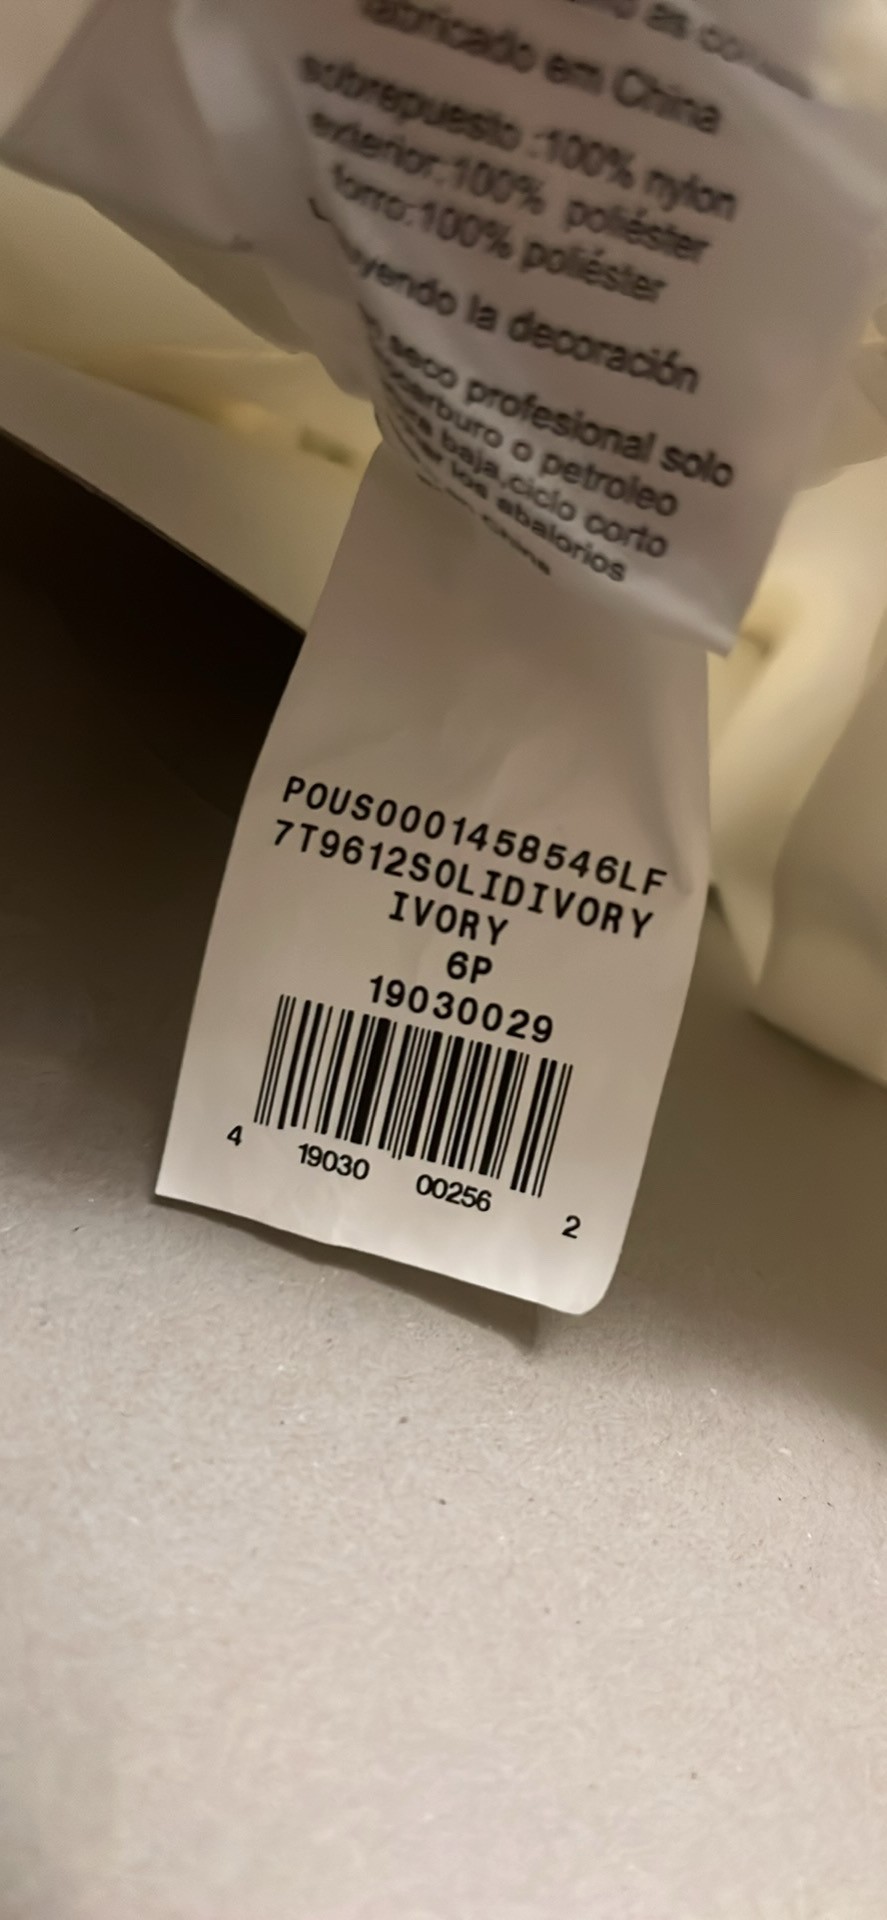 fabricado em China
sobrepuesto :100% nylon
exterior:100% poliéster
forro:100% poliéster
yendo la decoración
seco profesional solo
o petroleo
baja,ciclo corto
los abalorios
POUS0001458546LF
7T9612SOLIDIVORY
IVORY
6P
19030029
4 19030 00256 2